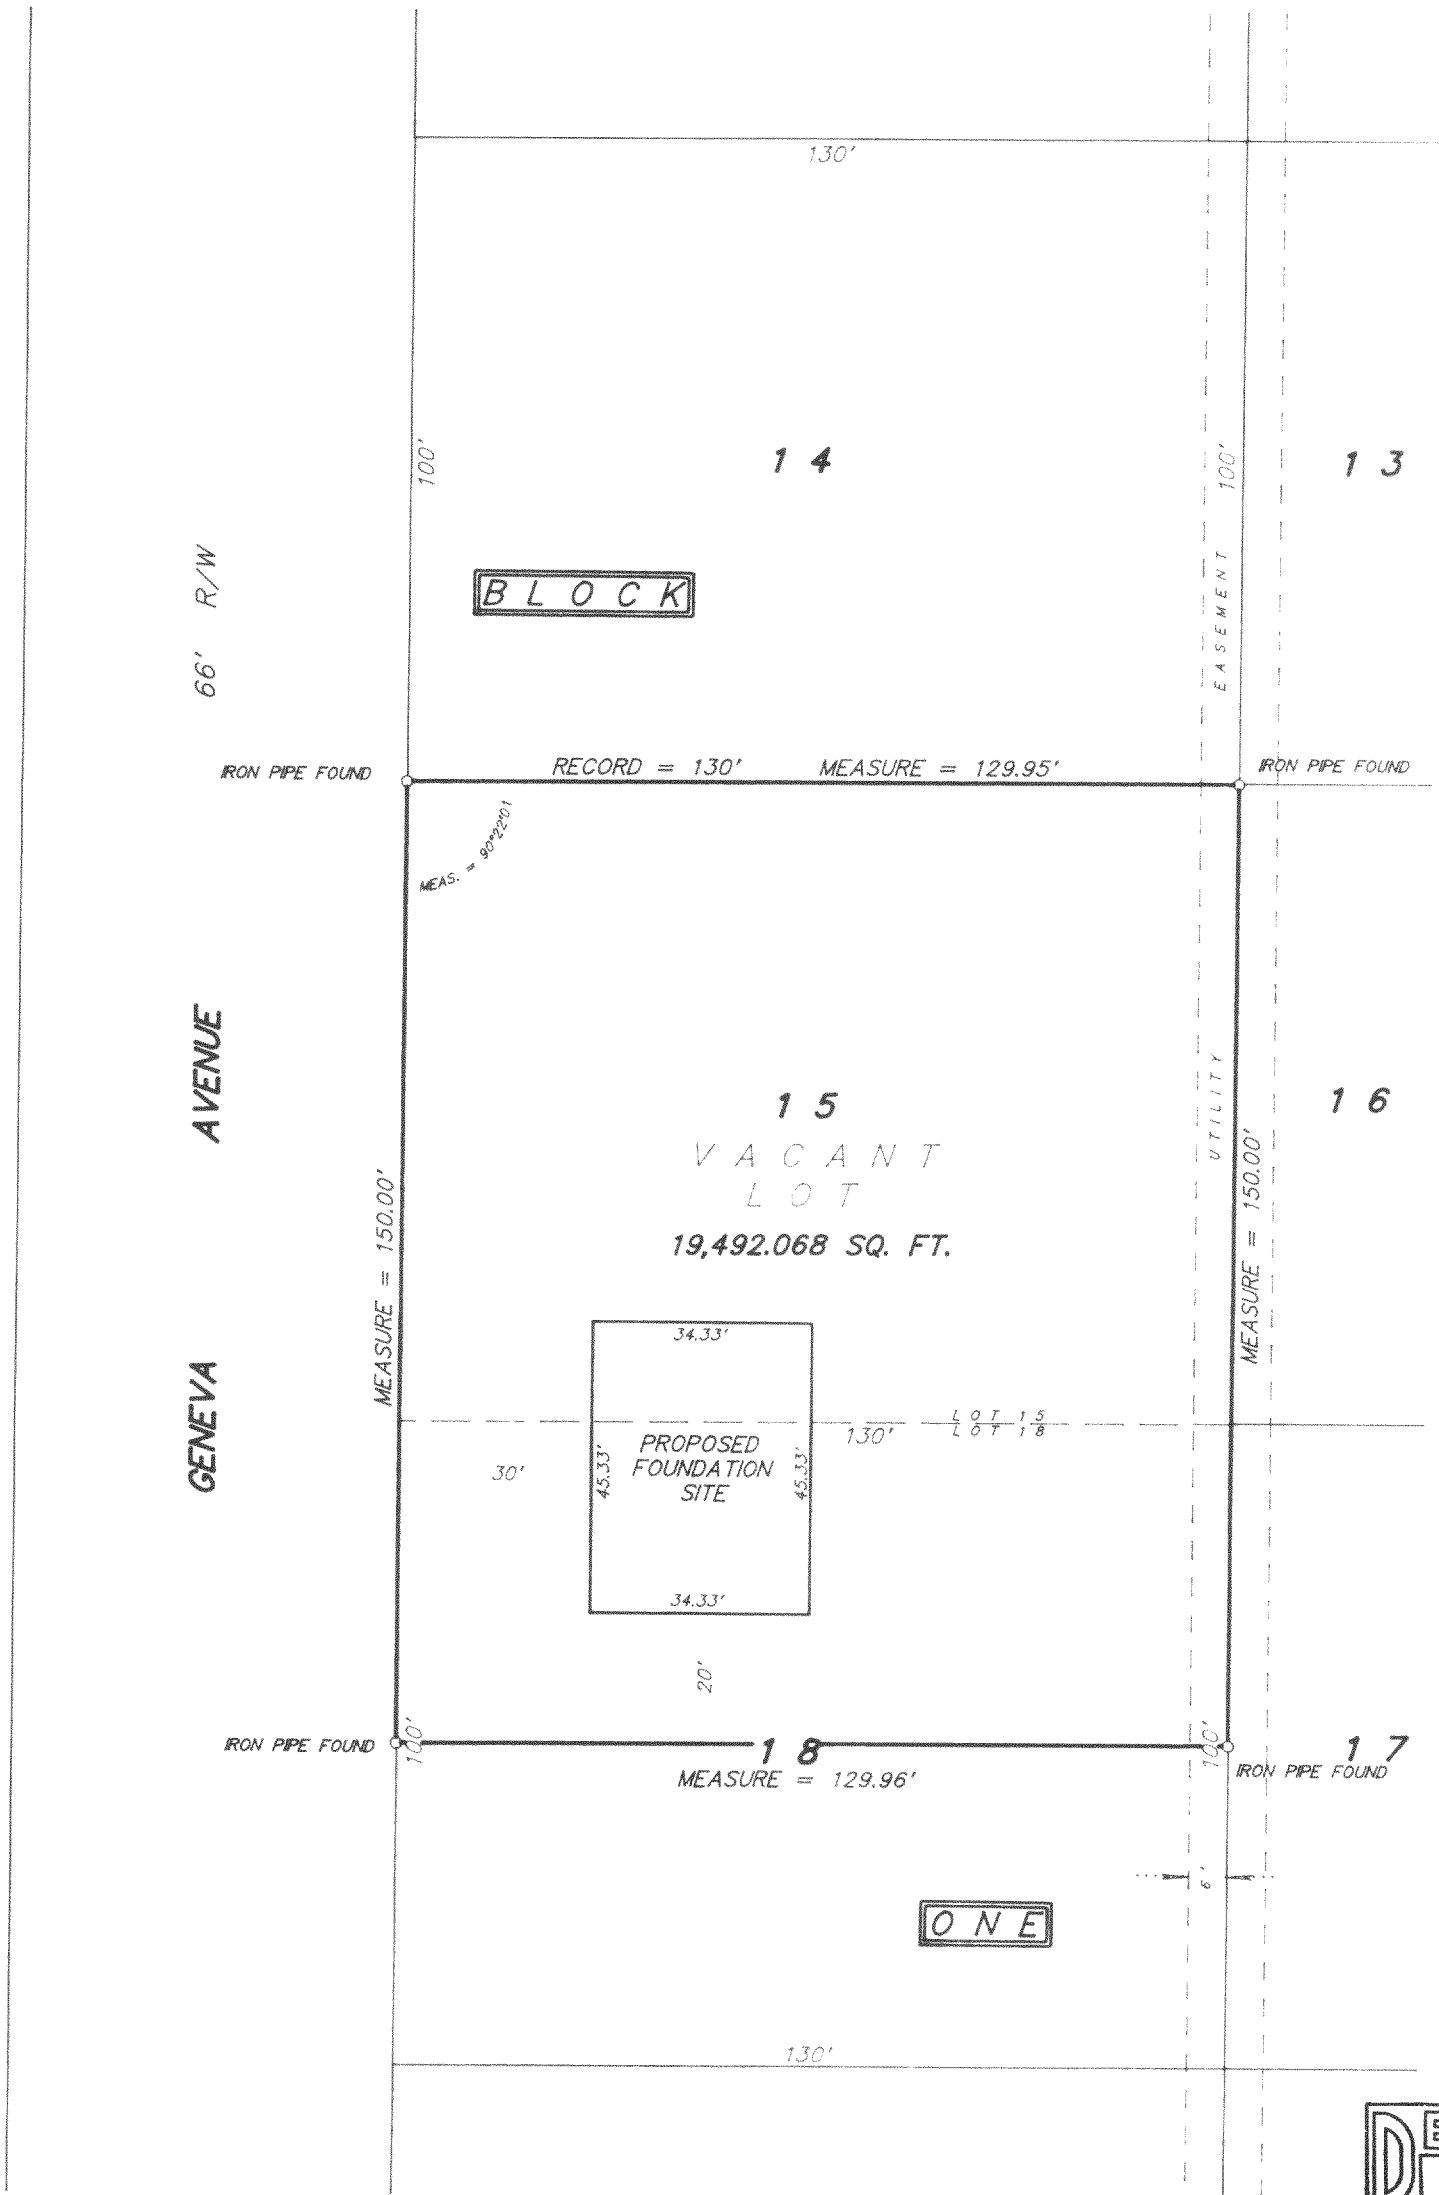 130'
100'
1 4
EASEMENT 100'
1 3
66' R/W
BLOCK
IRON PIPE FOUND
RECORD = 130' MEASURE = 129.95'
IRON PIPE FOUND
MEAS. = 90°22'01
GENEVA AVENUE
1 5
VACANT
LOT
19,492.068 SQ. FT.
UTILITY
1 6
MEASURE = 150.00'
MEASURE = 150.00'
34.33'
LOT 15
LOT 18
130'
PROPOSED
FOUNDATION
SITE
45.33'
45.33'
30'
34.33'
20'
IRON PIPE FOUND
100'
1 8
100'
1 7
MEASURE = 129.96'
IRON PIPE FOUND
6'
ONE
130'